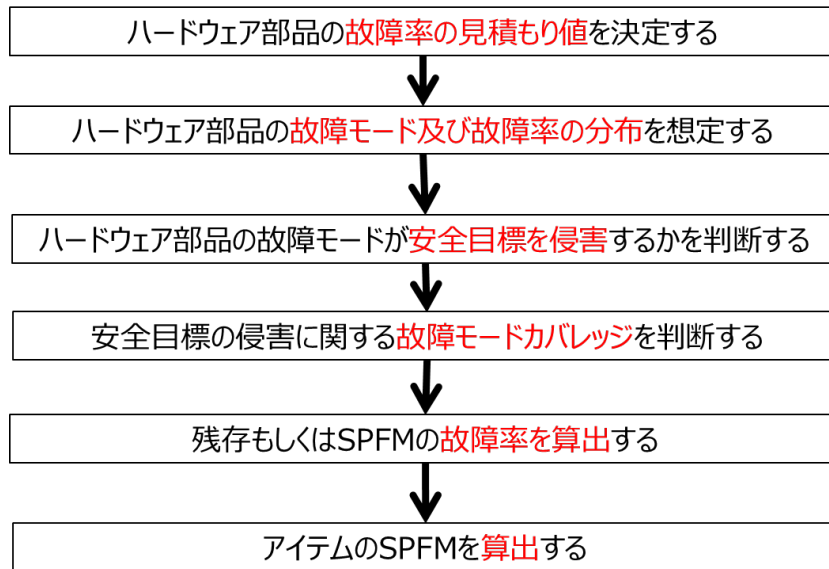 ハードウェア部品の故障率の見積もり値を決定する
ハードウェア部品の故障モード及び故障率の分布を想定する
ハードウェア部品の故障モードが安全目標を侵害するかを判断する
安全目標の侵害に関する故障モードカバレッジを判断する
残存もしくはSPFMの故障率を算出する
アイテムのSPFMを算出する